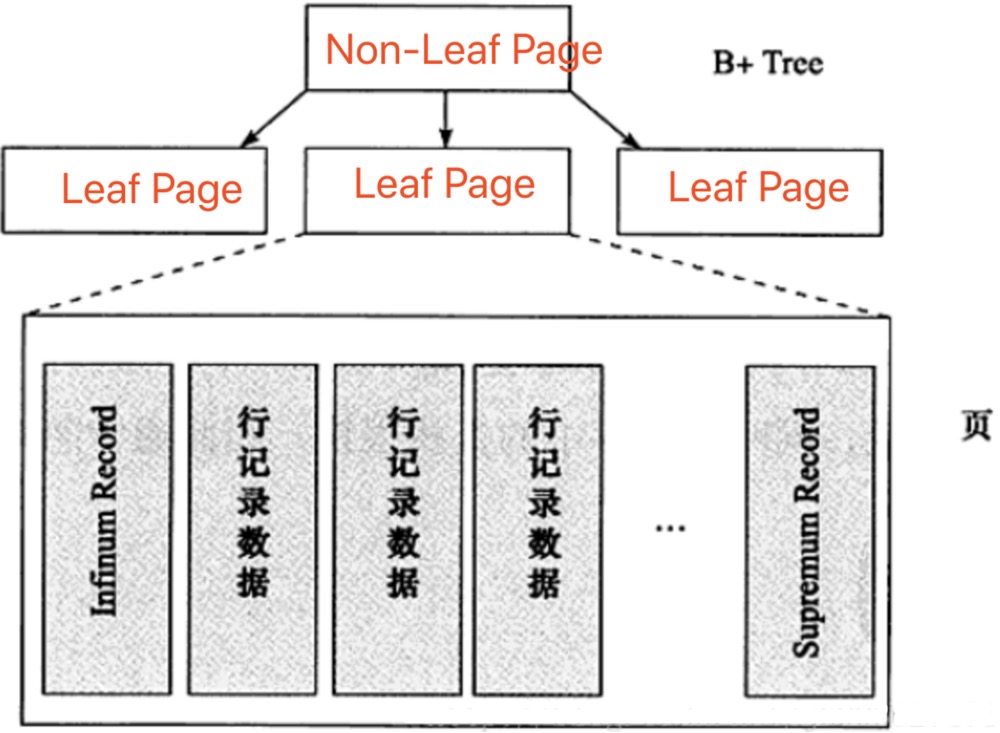 Non-Leaf Page
B+ Tree
Leaf Page
Leaf Page
Leaf Page
Infinum Record
行记录数据
行记录数据
行记录数据
...
Supremum Record
页